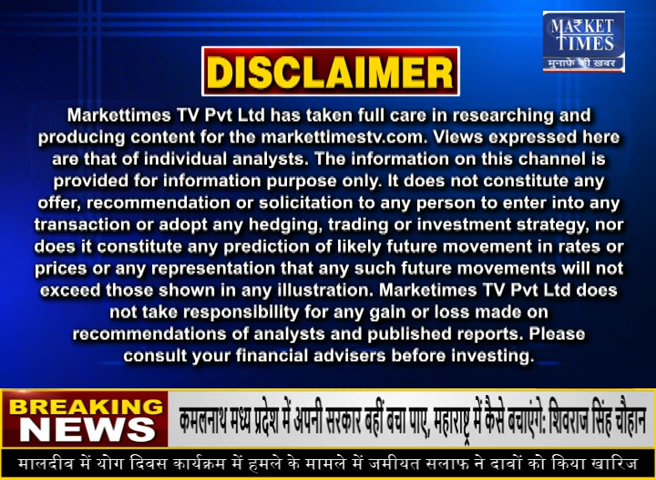 MARKET
TIMES
मुनाफे की ख़बर
DISCLAIMER
Markettimes TV Pvt Ltd has taken full care in researching and
producing content for the markettimestv.com. Views expressed here
are that of individual analysts. The information on this channel is
provided for information purpose only. It does not constitute any
offer, recommendation or solicitation to any person to enter into any
transaction or adopt any hedging, trading or investment strategy, nor
does it constitute any prediction of likely future movement in rates or
prices or any representation that any such future movements will not
exceed those shown in any illustration. Marketimes TV Pvt Ltd does
not take responsibility for any gain or loss made on
recommendations of analysts and published reports. Please
consult your financial advisers before investing.
BREAKING
NEWS
कमलनाथ मध्य प्रदेश में अपनी सरकार बहीं बचा पाए, महाराष्ट्र में कैसे बचाएंगे: शिवराज सिंह चौहान
मालदीव में योग दिवस कार्यक्रम में हमले के मामले में जमीयत सलाफ ने दावों को किया खारिज